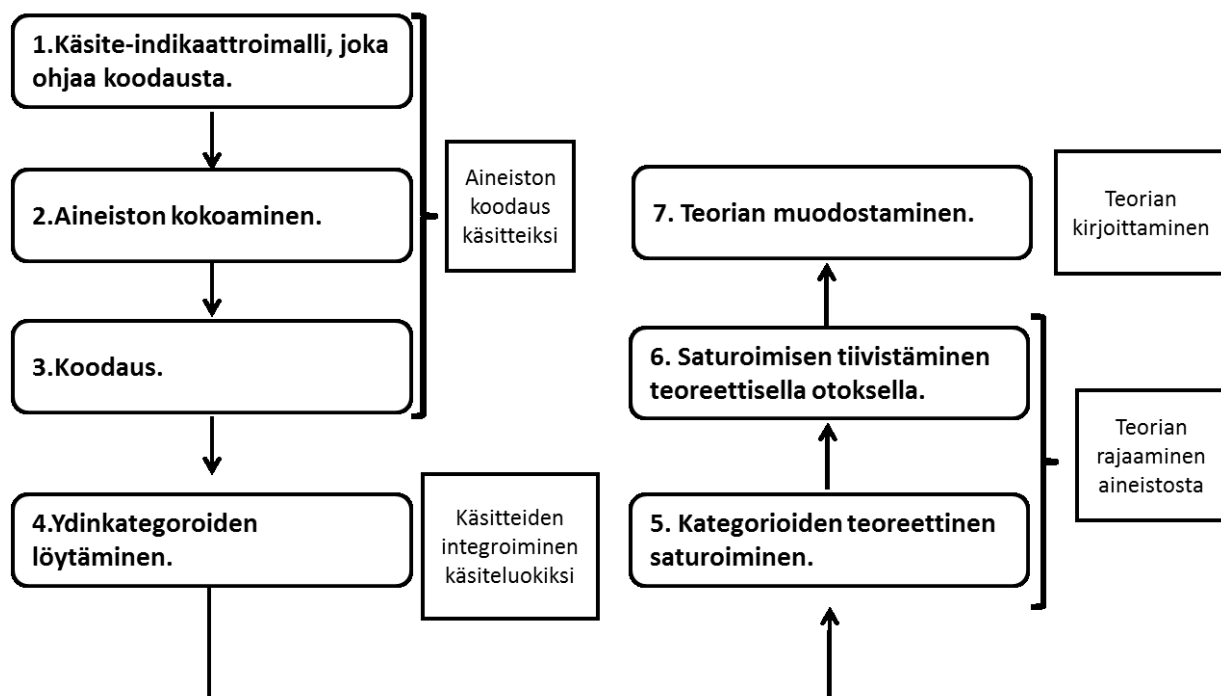 1.Käsite-indikaattroimalli, joka
ohjaa koodausta.
2.Aineiston kokoaminen.
3.Koodaus.
Aineiston
koodaus
käsitteiksi
4.Ydinkategoroiden
löytäminen.
Käsitteiden
integroiminen
käsiteluokiksi
7. Teorian muodostaminen.
Teorian
kirjoittaminen
6. Saturoimisen tiivistäminen
teoreettisella otoksella.
5. Kategorioiden teoreettinen
saturoiminen.
Teorian
rajaaminen
aineistosta